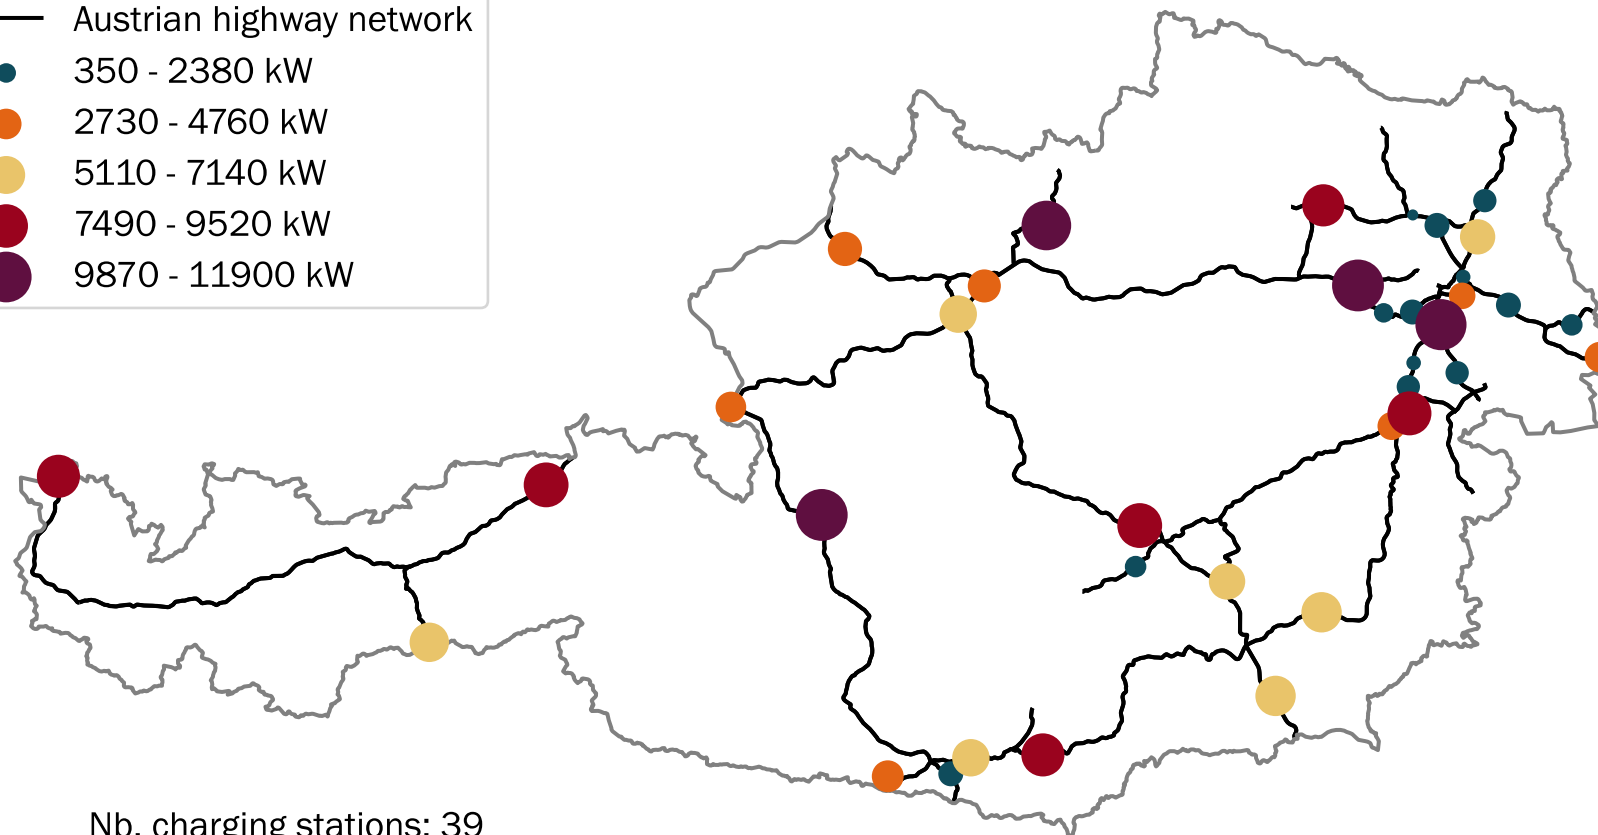 Austrian highway network
350 - 2380 kW
2730 - 4760 kW
5110 - 7140 kW
7490 - 9520 kW
9870 - 11900 kW
Nb. charging stations: 39